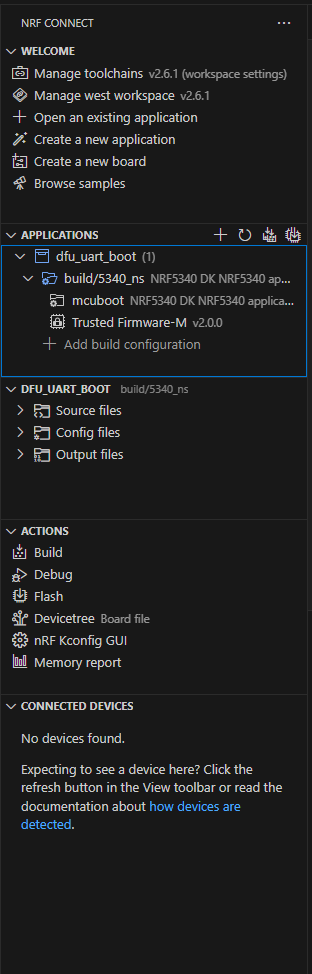 NRF CONNECT
WELCOME
Manage toolchains v2.6.1 (workspace settings)
Manage west workspace v2.6.1
Open an existing application
Create a new application
Create a new board
Browse samples
APPLICATIONS
dfu_uart_boot (1)
build/5340_ns NRF5340 DK NRF5340 ap...
mcuboot NRF5340 DK NRF5340 applica...
Trusted Firmware-M v2.0.0
Add build configuration
DFU_UART_BOOT build/5340_ns
Source files
Config files
Output files
ACTIONS
Build
Debug
Flash
Devicetree Board file
nRF Kconfig GUI
Memory report
CONNECTED DEVICES
No devices found.
Expecting to see a device here? Click the
refresh button in the View toolbar or read the
documentation about how devices are
detected.